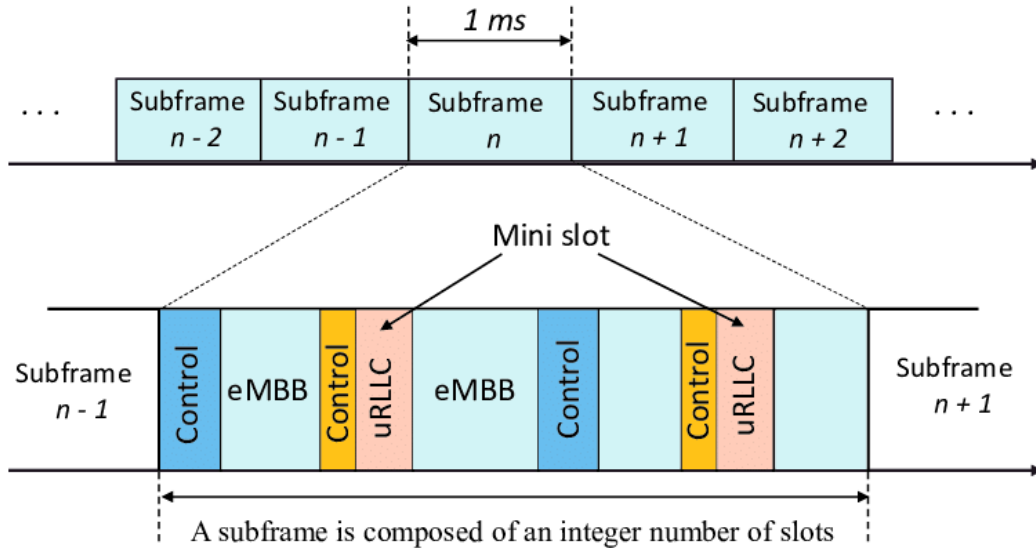 1 ms
. . .
Subframe
n - 2
Subframe
n - 1
Subframe
n
Subframe
n + 1
Subframe
n + 2
. . .
Mini slot
Subframe
n - 1
Control
eMBB
Control
uRLLC
eMBB
Control
Control
uRLLC
Subframe
n + 1
A subframe is composed of an integer number of slots